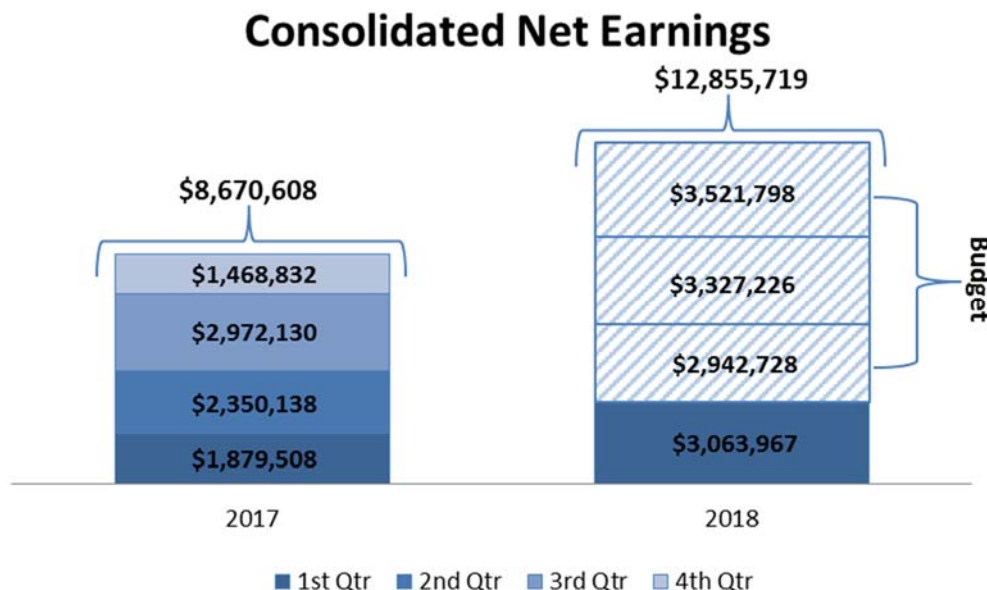 Consolidated Net Earnings
$12,855,719
$8,670,608
$3,521,798
$1,468,832
$3,327,226
$2,972,130
$2,942,728
$2,350,138
$3,063,967
$1,879,508
Budget
2017
2018
1st Qtr
2nd Qtr
3rd Qtr
4th Qtr